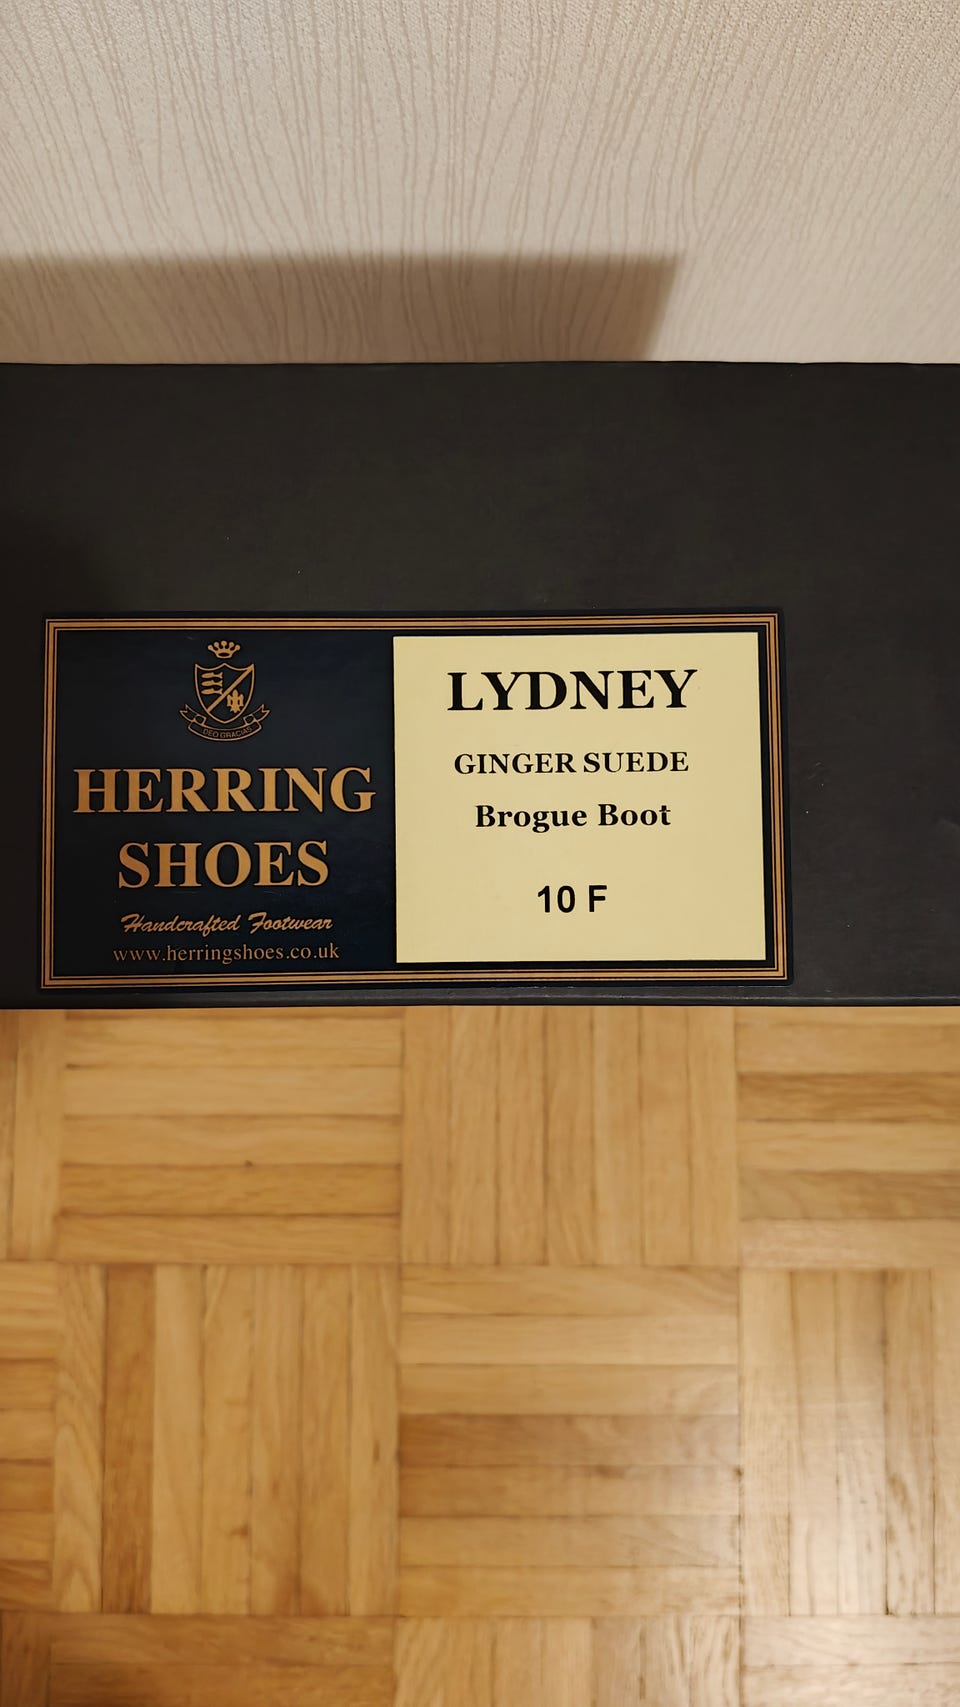 DEO GRACIAS
HERRING
SHOES
Handcrafted Footwear
www.herringshoes.co.uk
LYDNEY
GINGER SUEDE
Brogue Boot
10 F